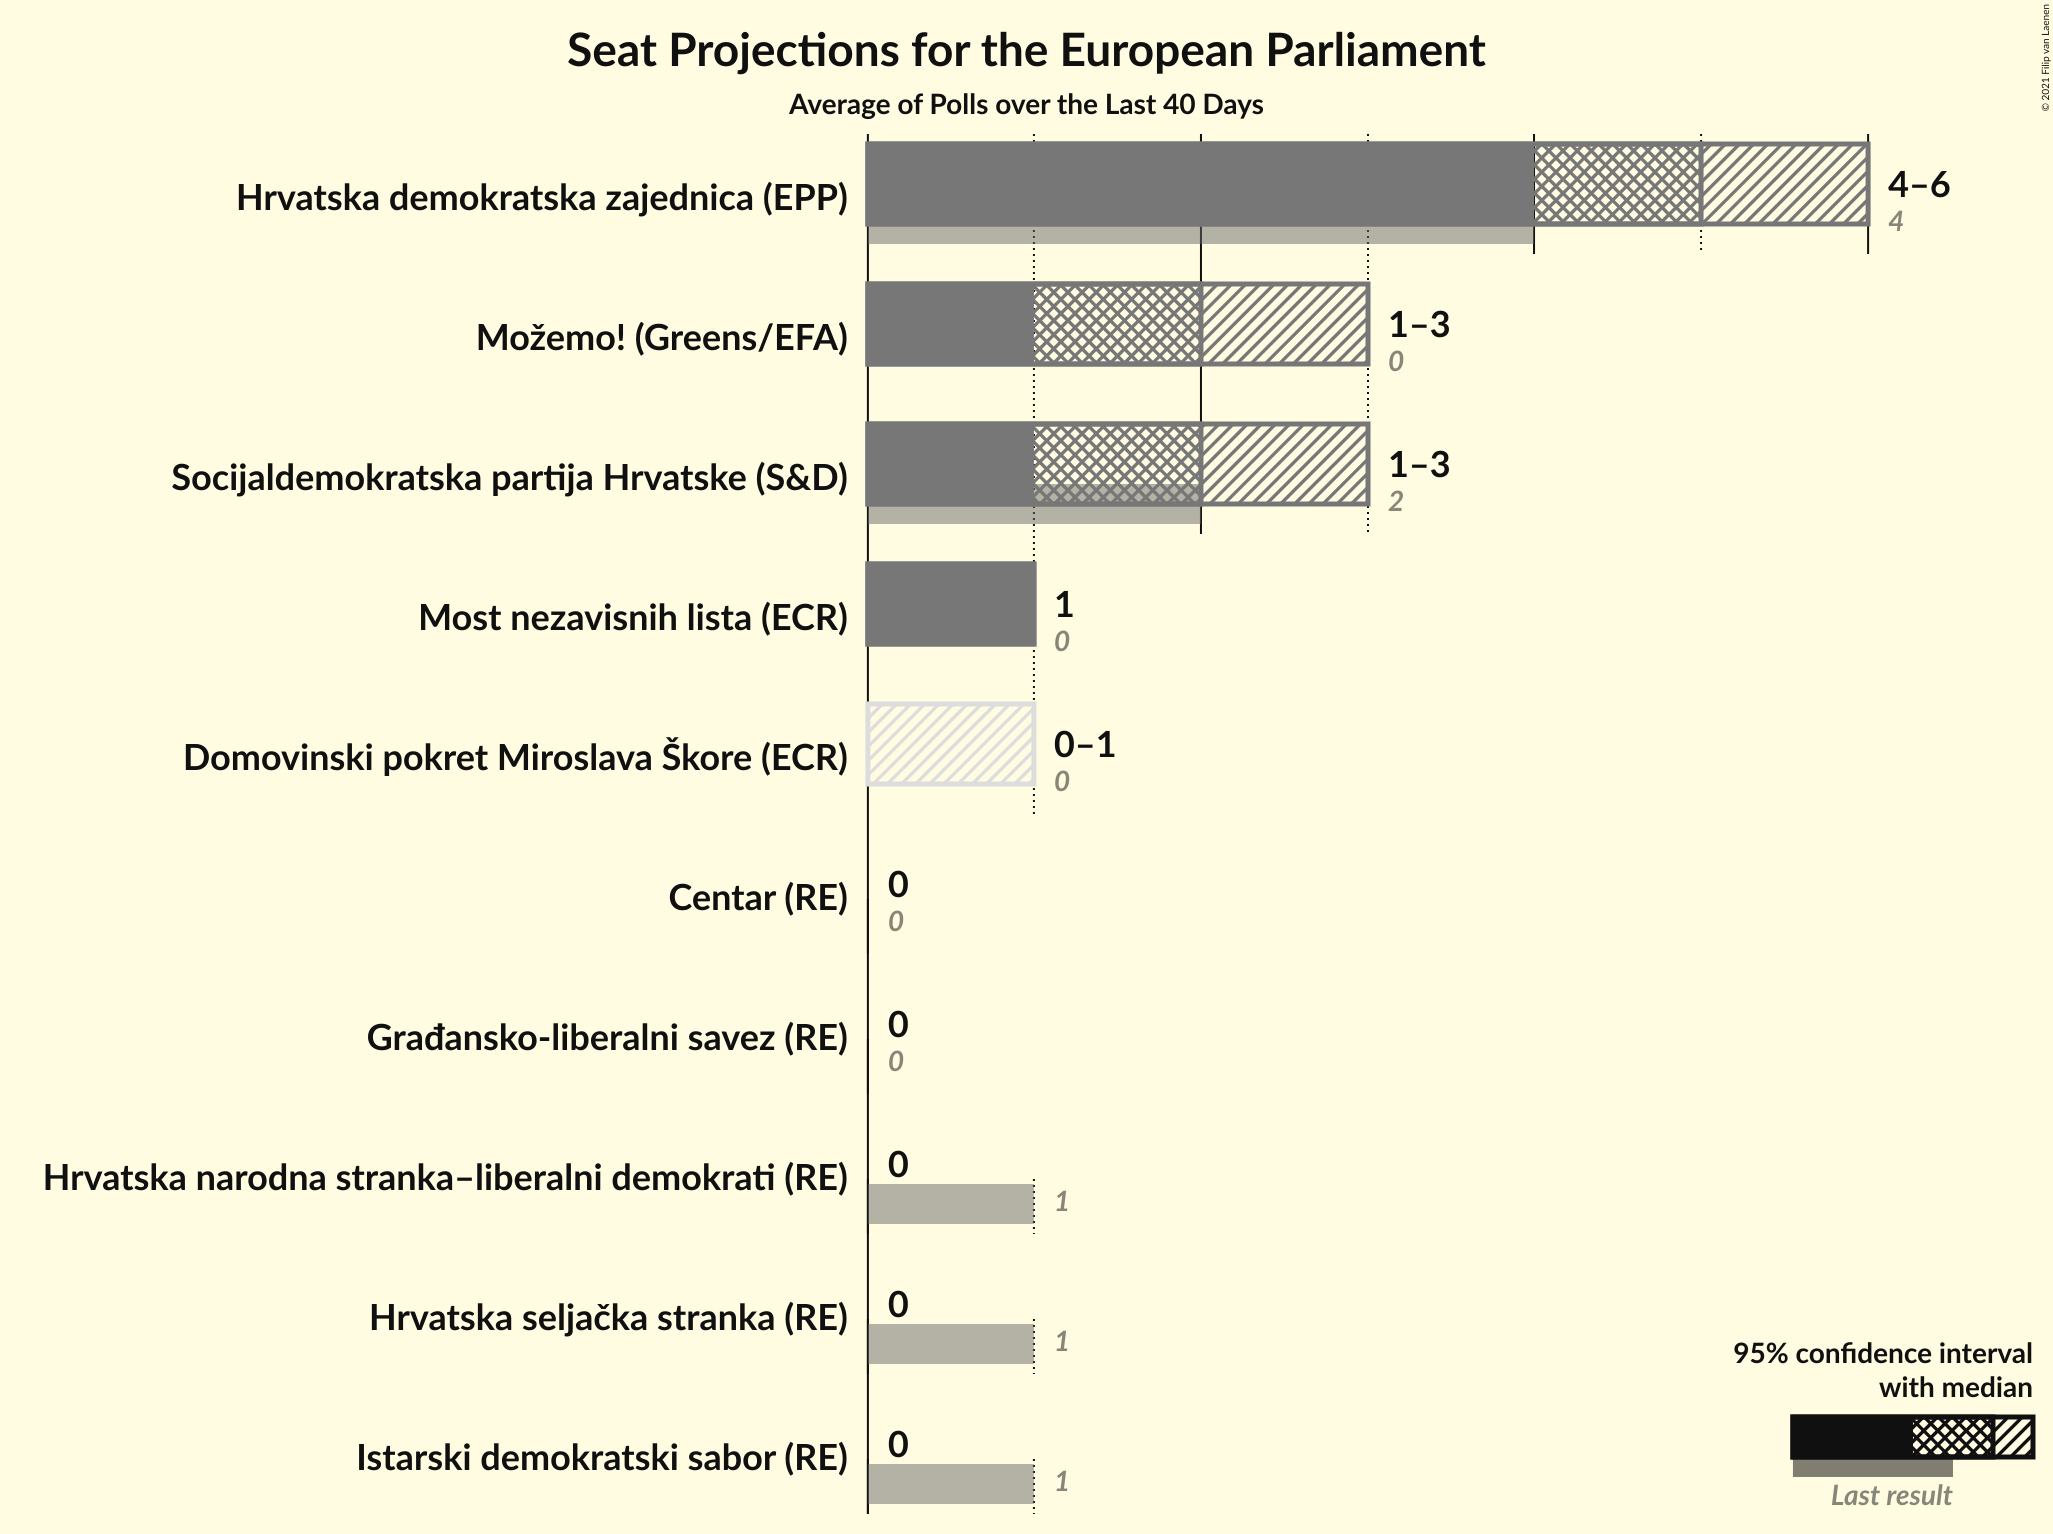 Seat Projections for the European Parliament
Average of Polls over the Last 40 Days
Hrvatska demokratska zajednica (EPP)
4–6
4
Možemo! (Greens/EFA)
1–3
0
Socijaldemokratska partija Hrvatske (S&D)
1–3
2
Most nezavisnih lista (ECR)
1
0
Domovinski pokret Miroslava Škore (ECR)
0–1
0
Centar (RE)
0
0
Građansko-liberalni savez (RE)
0
0
Hrvatska narodna stranka–liberalni demokrati (RE)
0
1
Hrvatska seljačka stranka (RE)
0
1
Istarski demokratski sabor (RE)
0
1
95% confidence interval
with median
Last result
© 2021 Filip van Laenen